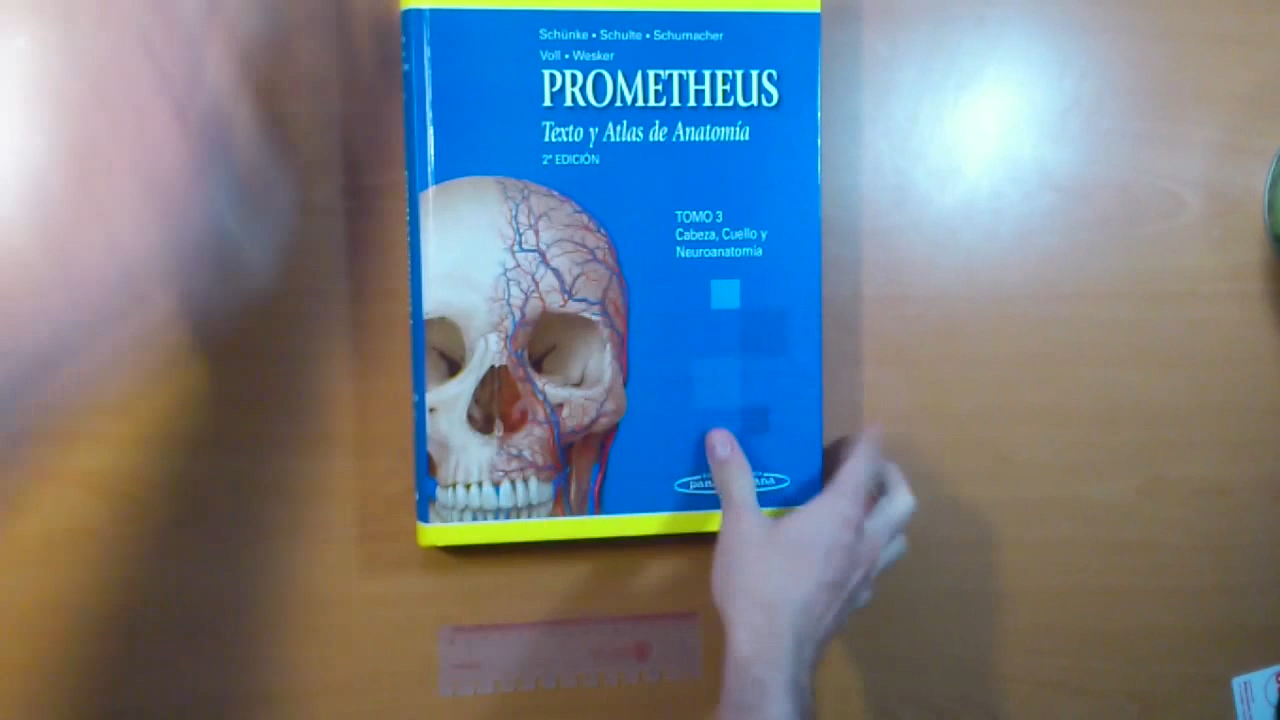 Schünke • Schulte • Schumacher
Voll • Wesker
PROMETHEUS
Texto y Atlas de Anatomía
2ª EDICIÓN
TOMO 3
Cabeza, Cuello y
Neuroanatomía